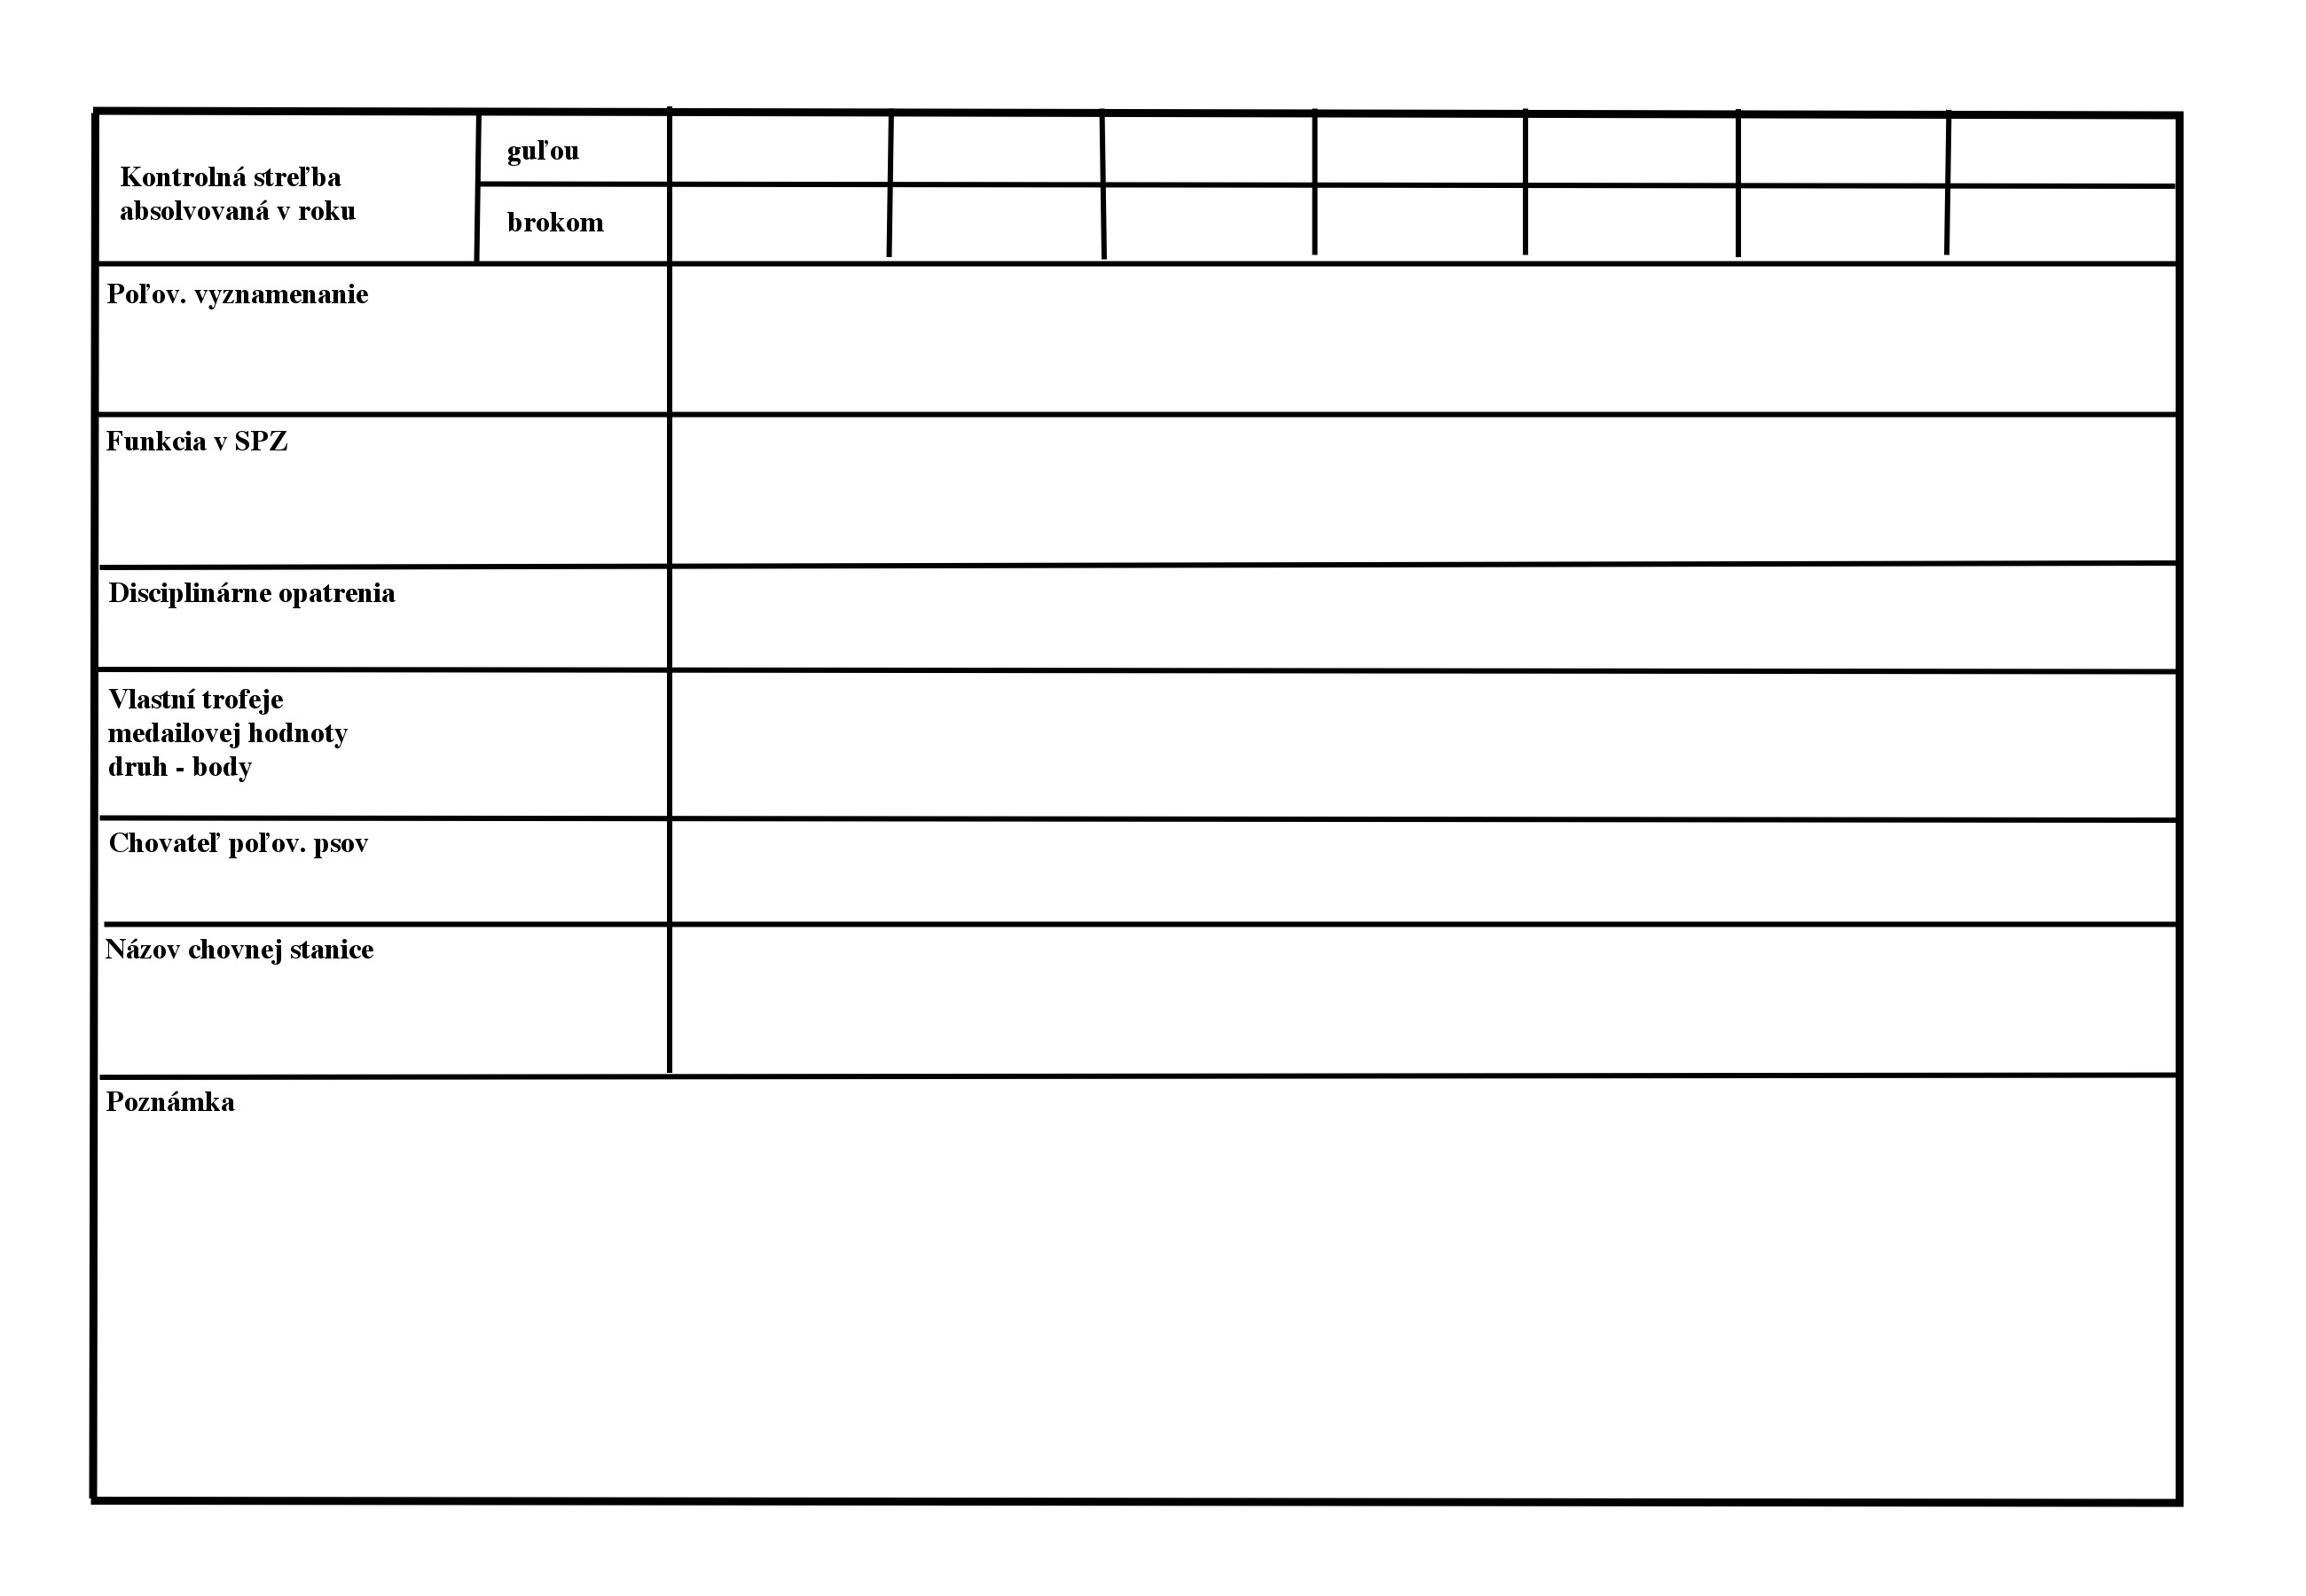 Kontrolná streľba
absolvovaná v roku
guľou
brokom
Poľov. vyznamenanie
Funkcia v SPZ
Disciplinárne opatrenia
Vlastní trofeje
medailovej hodnoty
druh - body
Chovateľ poľov. psov
Názov chovnej stanice
Poznámka